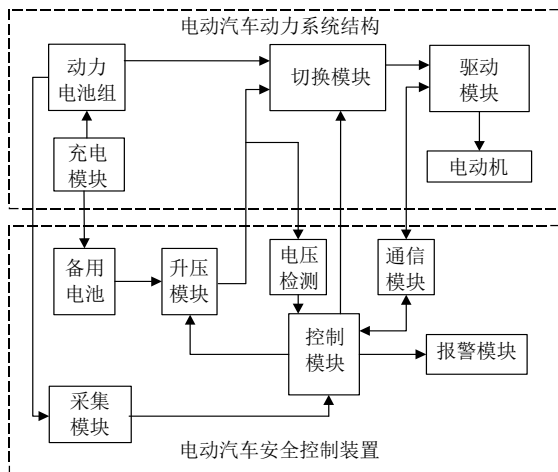 电动汽车动力系统结构
动力
电池组
切换模块
驱动
模块
充电
模块
电动机
备用
电池
升压
模块
电压
检测
通信
模块
控制
模块
报警模块
采集
模块
电动汽车安全控制装置